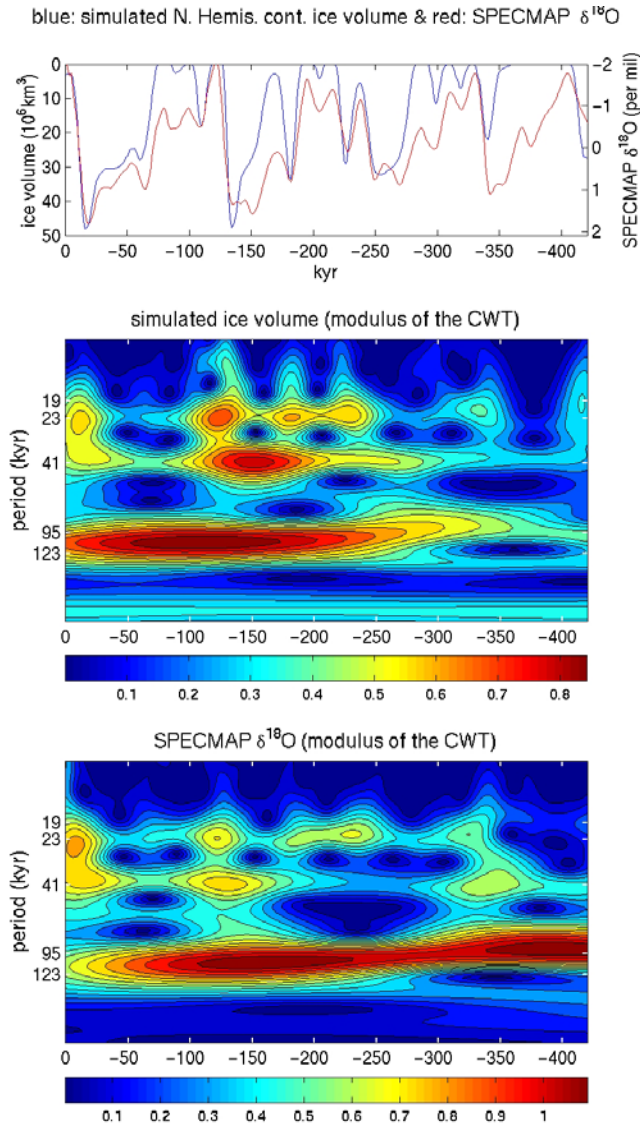 blue: simulated N. Hemis. cont. ice volume & red: SPECMAP δ¹⁸O
ice volume (10⁶km³)
0
10
20
30
40
50
−2
−1
0
1
2
SPECMAP δ¹⁸O (per mil)
0 −50 −100 −150 −200 −250 −300 −350 −400
kyr
simulated ice volume (modulus of the CWT)
period (kyr)
19
23
41
95
123
0 −50 −100 −150 −200 −250 −300 −350 −400
0.1 0.2 0.3 0.4 0.5 0.6 0.7 0.8
SPECMAP δ¹⁸O (modulus of the CWT)
period (kyr)
19
23
41
95
123
0 −50 −100 −150 −200 −250 −300 −350 −400
0.1 0.2 0.3 0.4 0.5 0.6 0.7 0.8 0.9 1